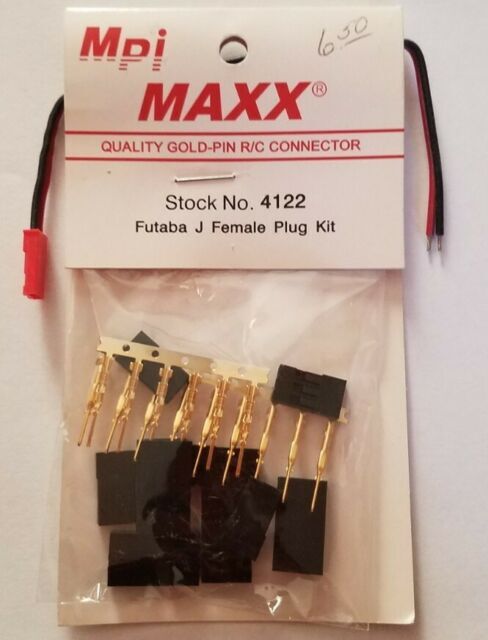 Mpi
6.50
MAXX®
QUALITY GOLD-PIN R/C CONNECTOR
Stock No. 4122
Futaba J Female Plug Kit